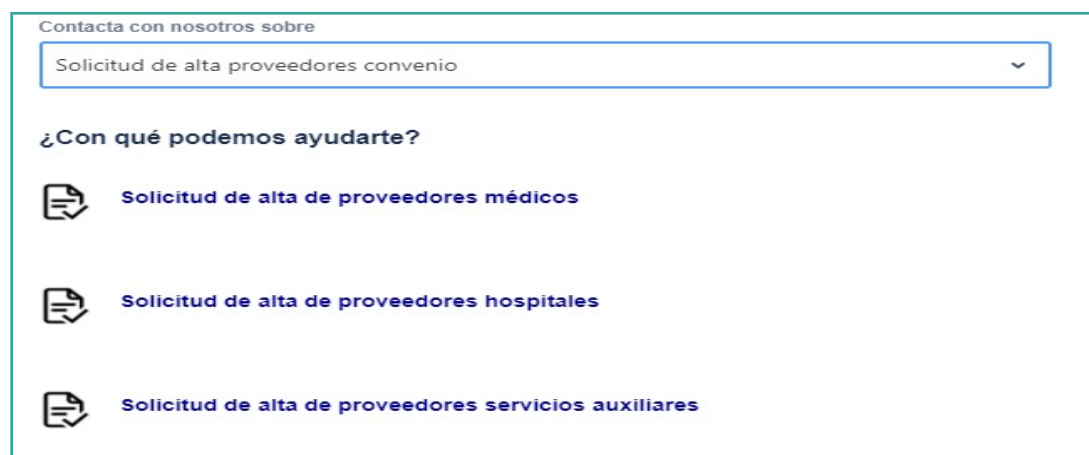 Contacta con nosotros sobre
Solicitud de alta proveedores convenio
¿Con qué podemos ayudarte?
Solicitud de alta de proveedores médicos
Solicitud de alta de proveedores hospitales
Solicitud de alta de proveedores servicios auxiliares